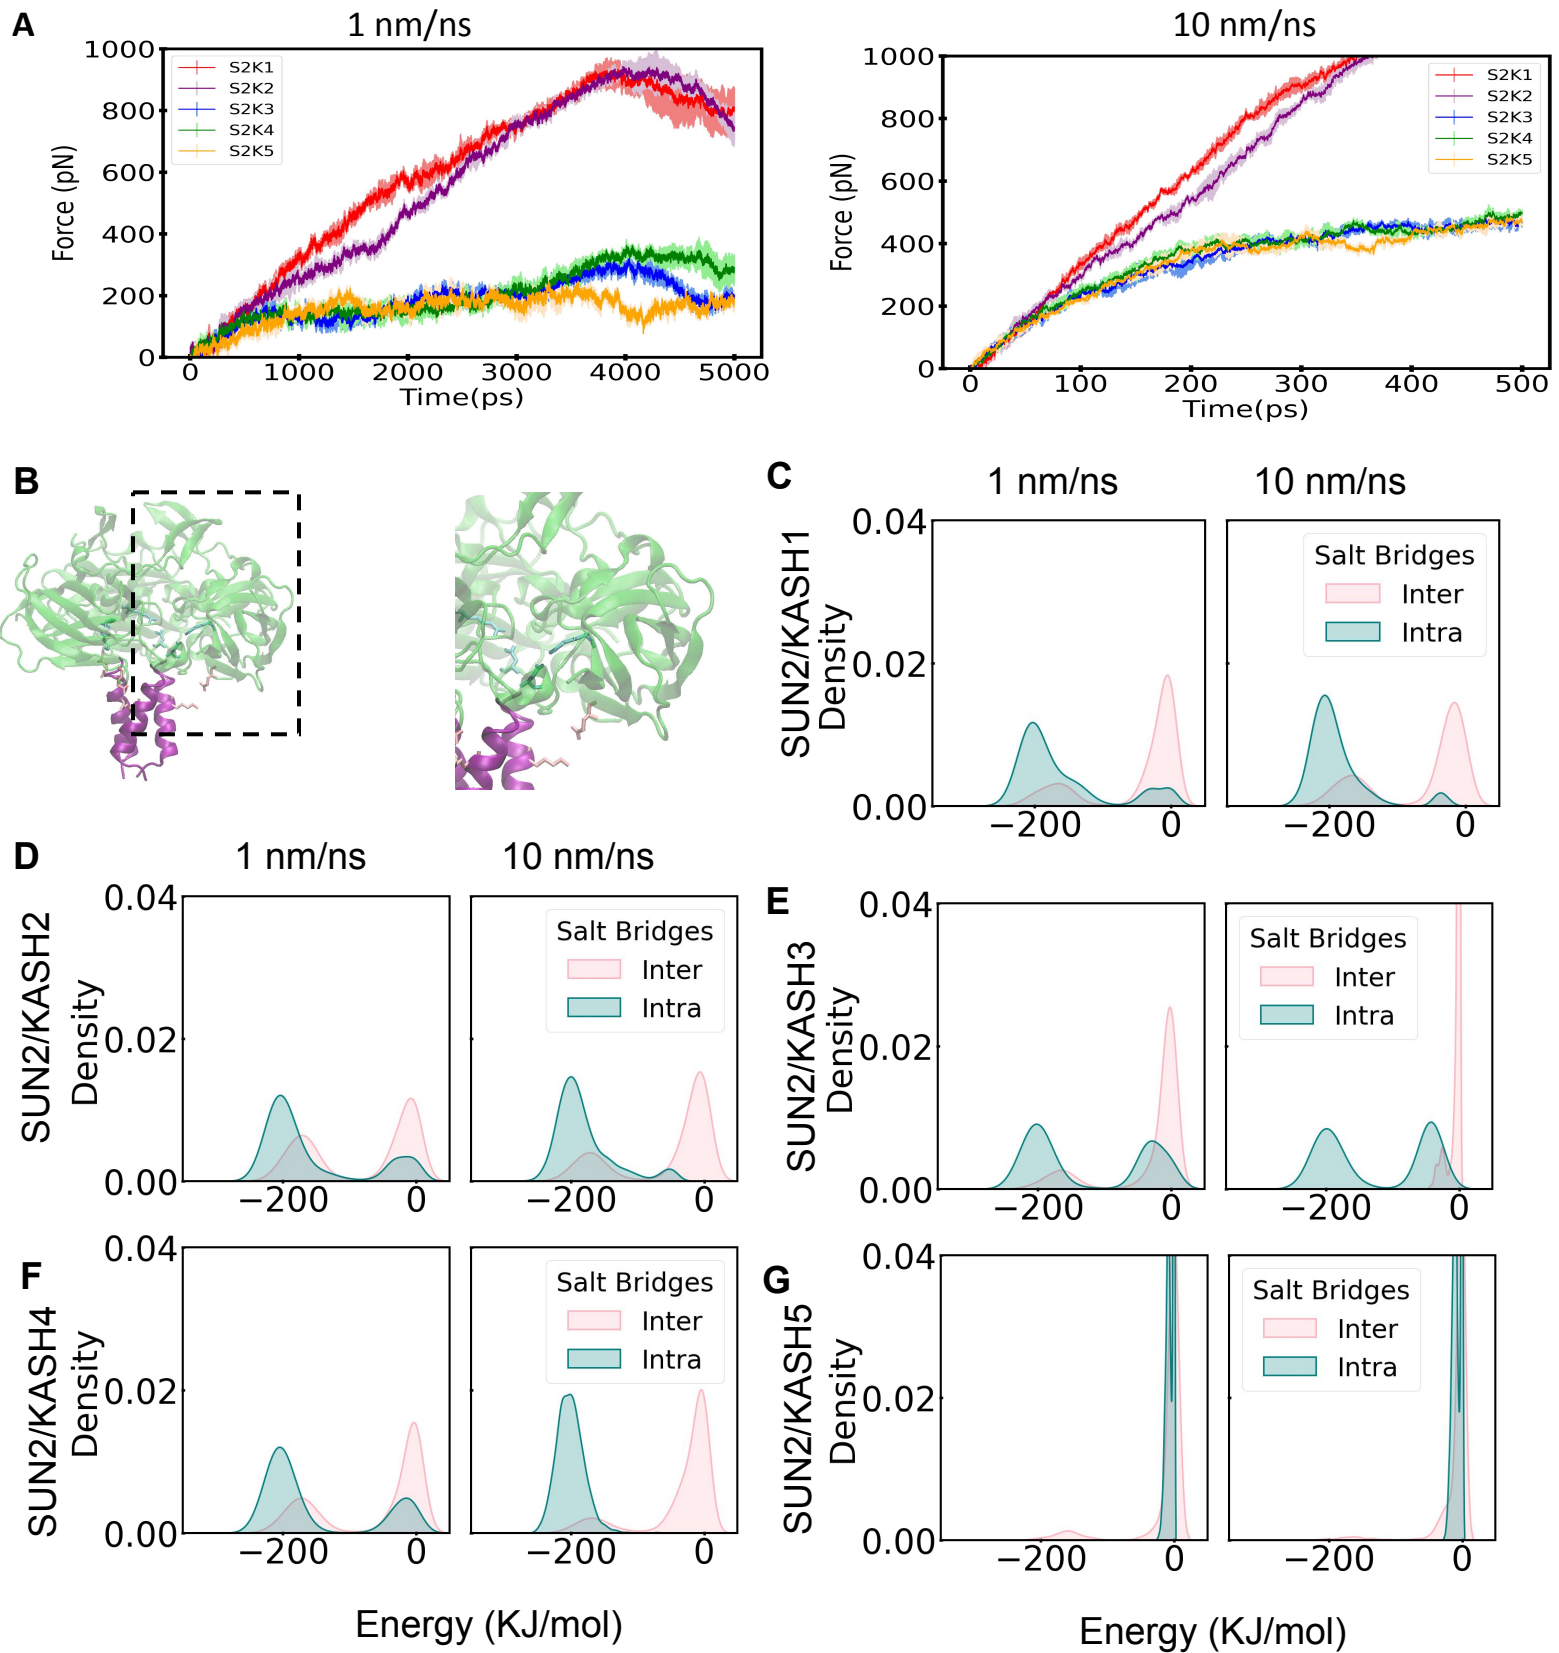 A
1 nm/ns
10 nm/ns
1000
800
600
400
200
0
Force (pN)
S2K1
S2K2
S2K3
S2K4
S2K5
0 1000 2000 3000 4000 5000
Time(ps)
1000
800
600
400
200
0
Force (pN)
S2K1
S2K2
S2K3
S2K4
S2K5
0 100 200 300 400 500
Time(ps)
B
C
1 nm/ns
10 nm/ns
SUN2/KASH1
Density
0.04
0.02
0.00
Salt Bridges
Inter
Intra
−200 0
−200 0
D
1 nm/ns
10 nm/ns
SUN2/KASH2
Density
0.04
0.02
0.00
Salt Bridges
Inter
Intra
−200 0
−200 0
E
SUN2/KASH3
Density
0.04
0.02
0.00
Salt Bridges
Inter
Intra
−200 0
−200 0
F
SUN2/KASH4
Density
0.04
0.02
0.00
Salt Bridges
Inter
Intra
−200 0
−200 0
G
SUN2/KASH5
Density
0.04
0.02
0.00
Salt Bridges
Inter
Intra
−200 0
−200 0
Energy (KJ/mol)
Energy (KJ/mol)